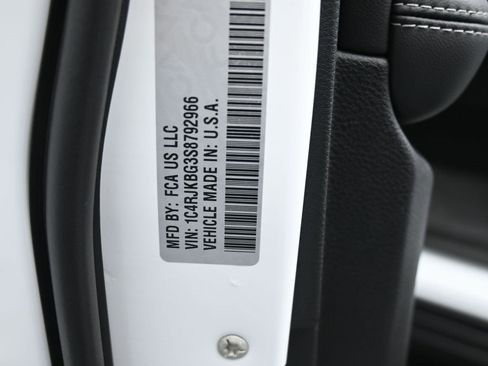 MFD BY: FCA US LLC
VIN: 1C4RJKBG3S8792966
VEHICLE MADE IN: U.S.A.